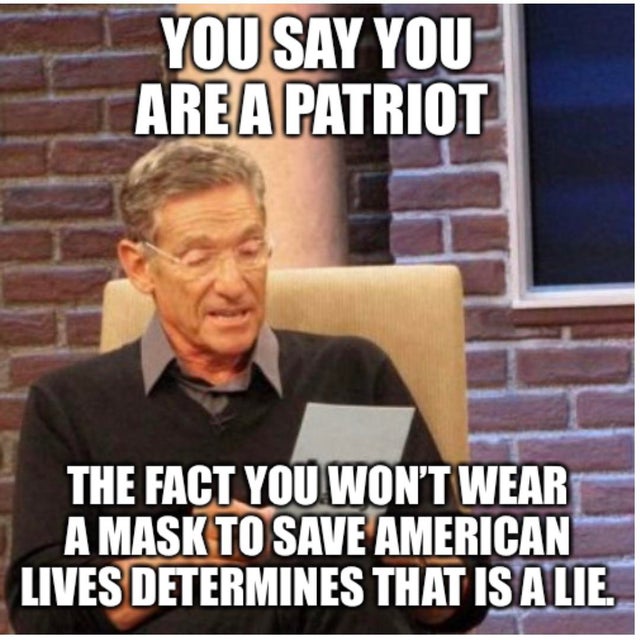 YOU SAY YOU
ARE A PATRIOT
THE FACT YOU WON'T WEAR
A MASK TO SAVE AMERICAN
LIVES DETERMINES THAT IS A LIE.